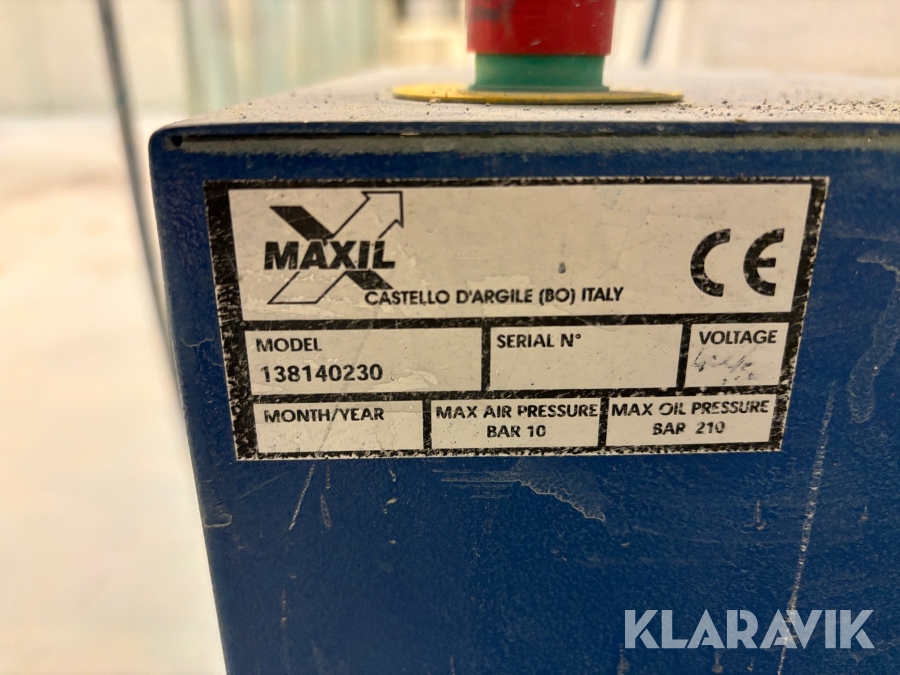 MAXIL
CASTELLO D'ARGILE (BO) ITALY
CE
MODEL
138140230
SERIAL N°
VOLTAGE
MONTH/YEAR
MAX AIR PRESSURE
BAR 10
MAX OIL PRESSURE
BAR 210
KLARAVIK